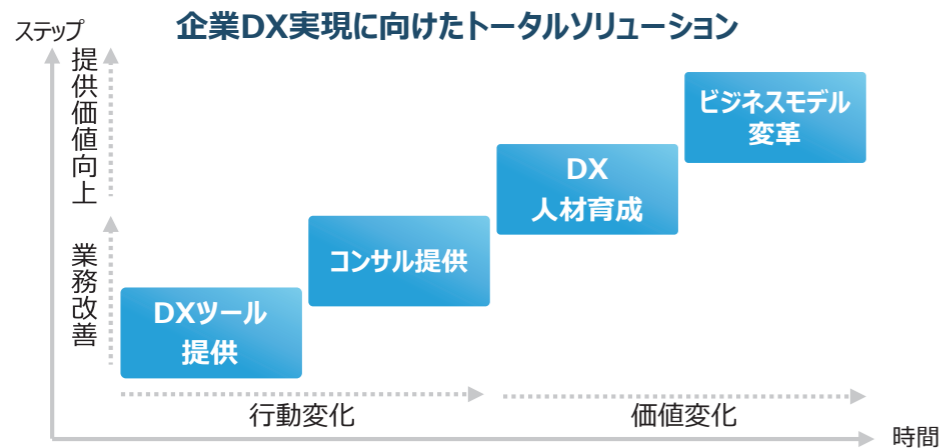 企業DX実現に向けたトータルソリューション
ステップ
提供価値向上
業務改善
ビジネスモデル
変革
DX
人材育成
コンサル提供
DXツール
提供
行動変化
価値変化
時間